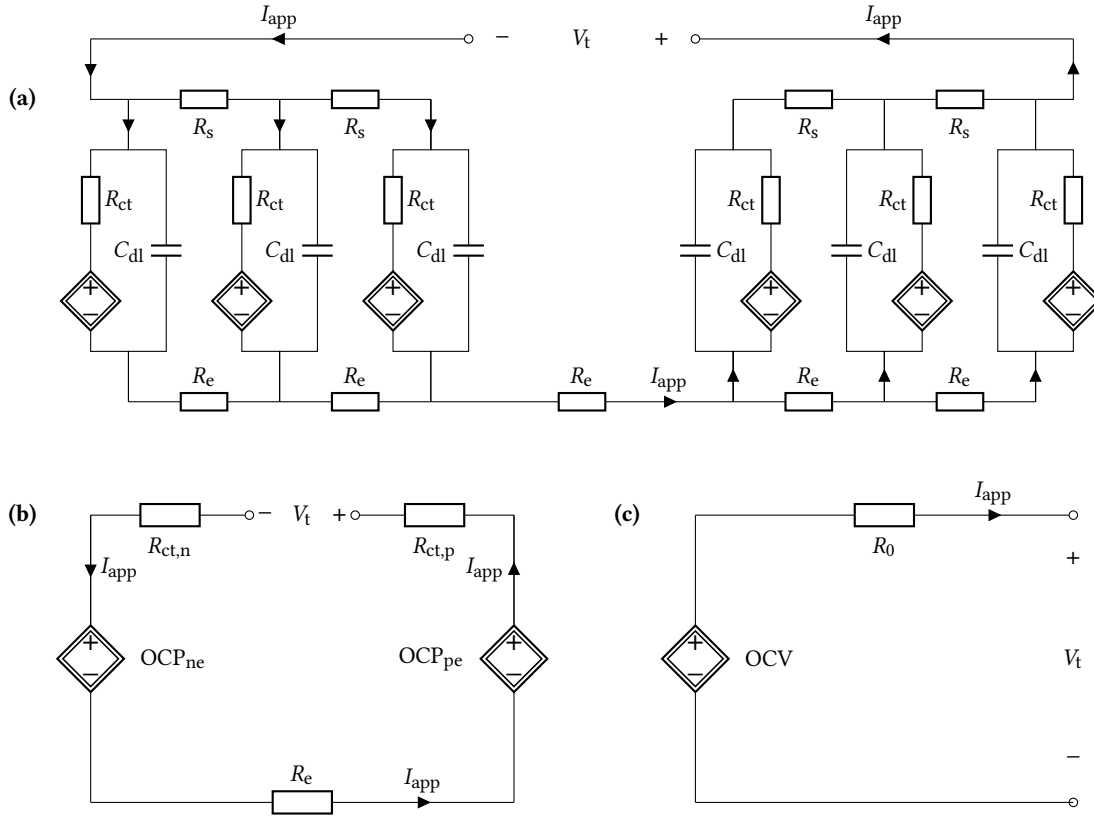 I_app − V_t + I_app
(a)
R_s R_s R_s R_s
R_ct R_ct R_ct R_ct R_ct R_ct
C_dl C_dl C_dl C_dl C_dl C_dl
+ + + + + +
− − − − − −
R_e R_e R_e I_app R_e R_e
(b) − V_t + (c) I_app
R_ct,n R_ct,p R_0
I_app I_app +
+ OCP_ne OCP_pe + + OCV V_t
− − −
R_e I_app −